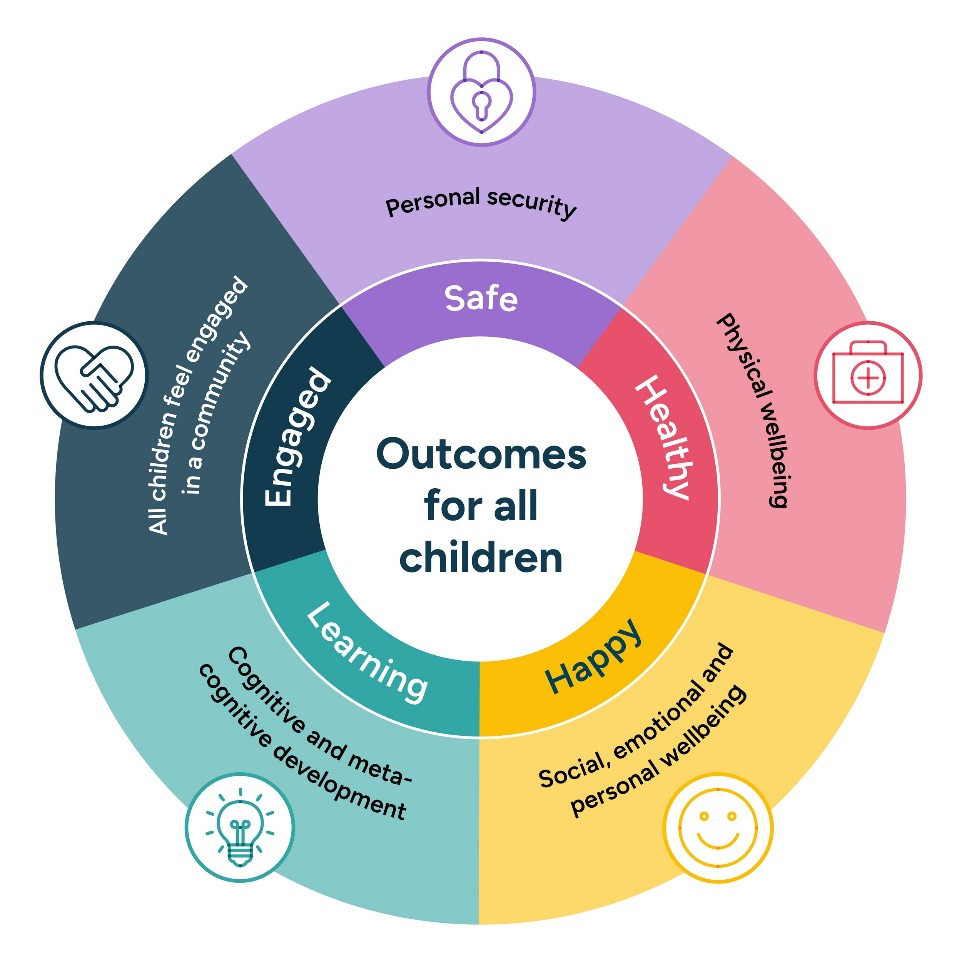 Outcomes
for all
children
Safe
Personal security
Healthy
Physical wellbeing
Happy
Social, emotional and
personal wellbeing
Learning
Cognitive and meta-
cognitive development
Engaged
All children feel engaged
in a community